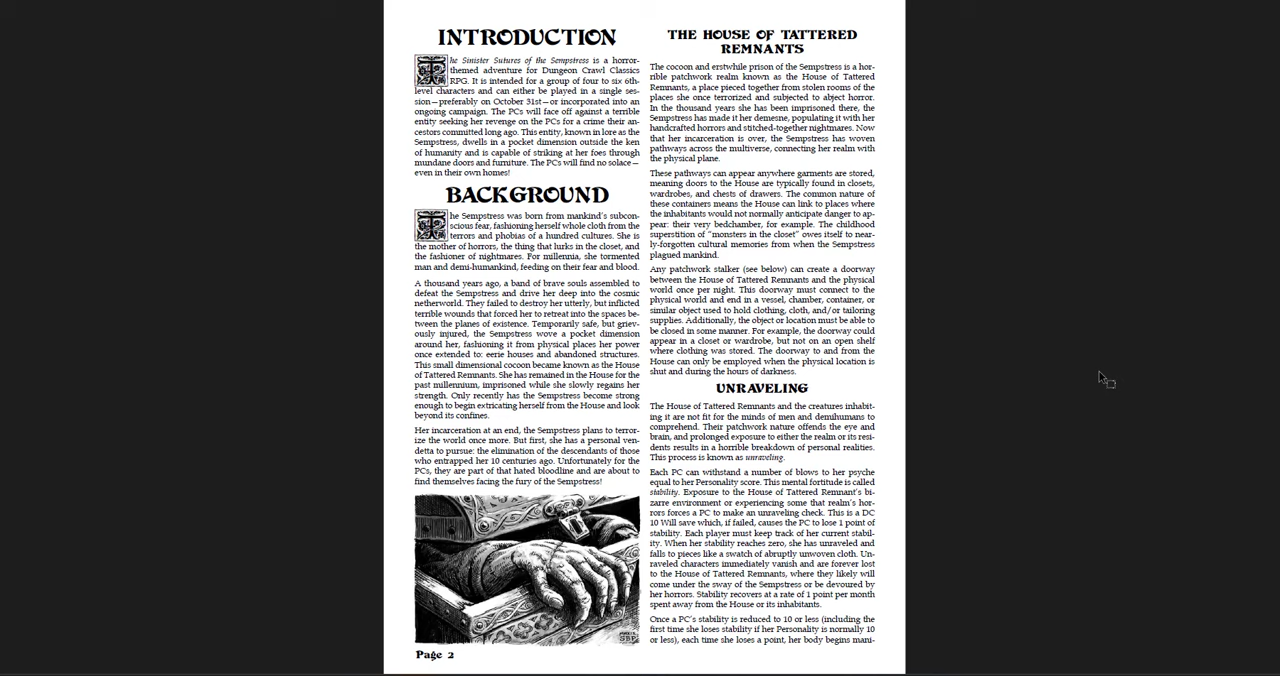 INTRODUCTION
The Sinister Sutures of the Sempstress is a horror-
themed adventure for Dungeon Crawl Classics
RPG. It is intended for a group of four to six 6th-
level characters and can either be played in a single ses-
sion—preferably on October 31st—or incorporated into an
ongoing campaign. The PCs will face off against a terrible
entity seeking her revenge on the PCs for a crime their an-
cestors committed long ago. This entity, known in lore as the
Sempstress, dwells in a pocket dimension outside the ken
of humanity and is capable of striking at her foes through
mundane doors and furniture. The PCs will find no solace—
even in their own homes!
BACKGROUND
The Sempstress was born from mankind's subcon-
scious fear, fashioning herself whole cloth from the
terrors and phobias of a hundred cultures. She is
the mother of horrors, the thing that lurks in the closet, and
the fashioner of nightmares. For millennia, she tormented
man and demi-humankind, feeding on their fear and blood.
A thousand years ago, a band of brave souls assembled to
defeat the Sempstress and drive her deep into the cosmic
netherworld. They failed to destroy her utterly, but inflicted
terrible wounds that forced her to retreat into the spaces be-
tween the planes of existence. Temporarily safe, but griev-
ously injured, the Sempstress wove a pocket dimension
around her, fashioning it from physical places her power
once extended to: eerie houses and abandoned structures.
This small dimensional cocoon became known as the House
of Tattered Remnants. She has remained in the House for the
past millennium, imprisoned while she slowly regains her
strength. Only recently has the Sempstress become strong
enough to begin extricating herself from the House and look
beyond its confines.
Her incarceration at an end, the Sempstress plans to terror-
ize the world once more. But first, she has a personal ven-
detta to pursue: the elimination of the descendants of those
who entrapped her 10 centuries ago. Unfortunately for the
PCs, they are part of that hated bloodline and are about to
find themselves facing the fury of the Sempstress!
Page 2
THE HOUSE OF TATTERED
REMNANTS
The cocoon and erstwhile prison of the Sempstress is a hor-
rible patchwork realm known as the House of Tattered
Remnants, a place pieced together from stolen rooms of the
places she once terrorized and subjected to abject horror.
In the thousand years she has been imprisoned there, the
Sempstress has made it her demesne, populating it with her
handcrafted horrors and stitched-together nightmares. Now
that her incarceration is over, the Sempstress has woven
pathways across the multiverse, connecting her realm with
the physical plane.
These pathways can appear anywhere garments are stored,
meaning doors to the House are typically found in closets,
wardrobes, and chests of drawers. The common nature of
these containers means the House can link to places where
the inhabitants would not normally anticipate danger to ap-
pear: their very bedchamber, for example. The childhood
superstition of "monsters in the closet" owes itself to near-
ly-forgotten cultural memories from when the Sempstress
plagued mankind.
Any patchwork stalker (see below) can create a doorway
between the House of Tattered Remnants and the physical
world once per night. This doorway must connect to the
physical world and end in a vessel, chamber, container, or
similar object used to hold clothing, cloth, and/or tailoring
supplies. Additionally, the object or location must be able to
be closed in some manner. For example, the doorway could
appear in a closet or wardrobe, but not on an open shelf
where clothing was stored. The doorway to and from the
House can only be employed when the physical location is
shut and during the hours of darkness.
UNRAVELING
The House of Tattered Remnants and the creatures inhabit-
ing it are not fit for the minds of men and demihumans to
comprehend. Their patchwork nature offends the eye and
brain, and prolonged exposure to either the realm or its resi-
dents results in a horrible breakdown of personal realities.
This process is known as unraveling.
Each PC can withstand a number of blows to her psyche
equal to her Personality score. This mental fortitude is called
stability. Exposure to the House of Tattered Remnant's bi-
zarre environment or experiencing some that realm's hor-
rors forces a PC to make an unraveling check. This is a DC
10 Will save which, if failed, causes the PC to lose 1 point of
stability. Each player must keep track of her current stabil-
ity. When her stability reaches zero, she has unraveled and
falls to pieces like a swatch of abruptly unwoven cloth. Un-
raveled characters immediately vanish and are forever lost
to the House of Tattered Remnants, where they likely will
come under the sway of the Sempstress or be devoured by
her horrors. Stability recovers at a rate of 1 point per month
spent away from the House or its inhabitants.
Once a PC's stability is reduced to 10 or less (including the
first time she loses stability if her Personality is normally 10
or less), each time she loses a point, her body begins mani-